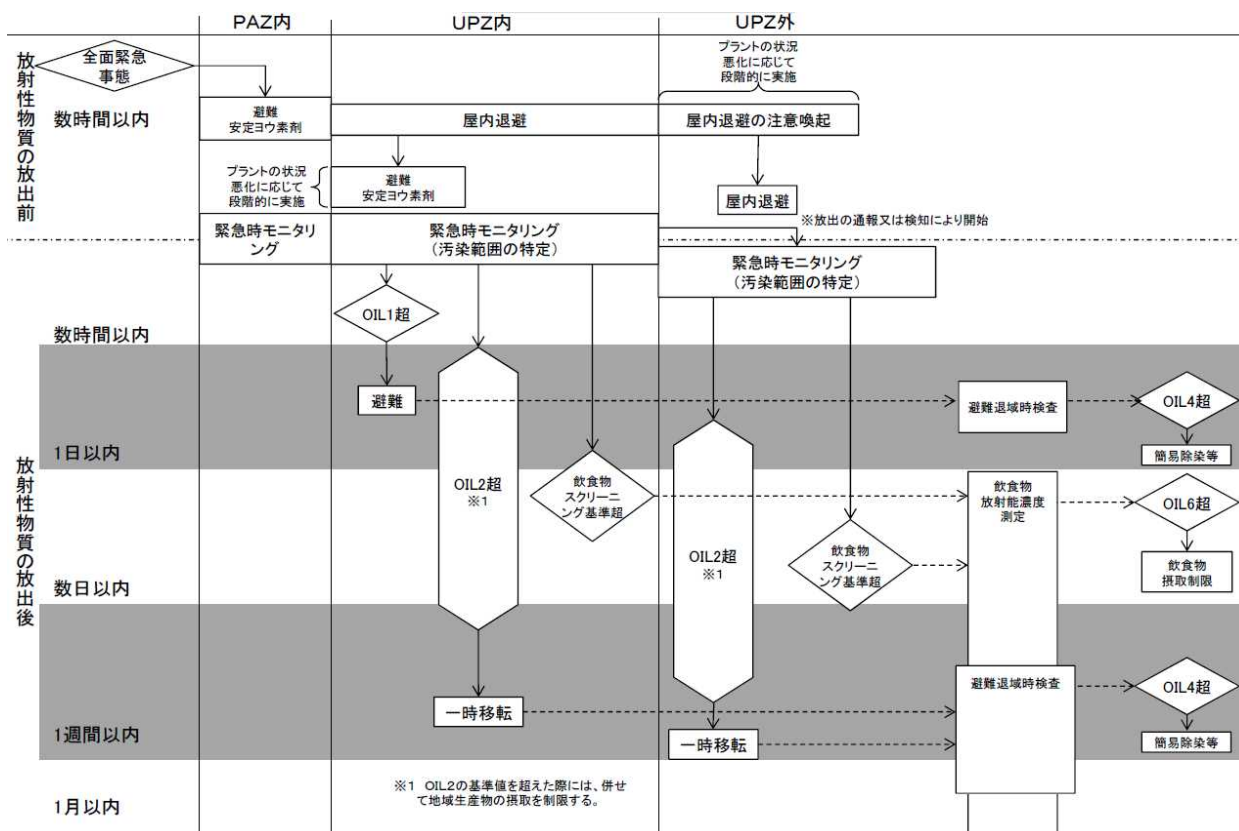 PAZ内
UPZ内
UPZ外
放射性物質の放出前
全面緊急
事態
プラントの状況
悪化に応じて
段階的に実施
数時間以内
避難
安定ヨウ素剤
屋内退避
屋内退避の注意喚起
プラントの状況
悪化に応じて
段階的に実施
避難
安定ヨウ素剤
屋内退避
※放出の通報又は検知により開始
緊急時モニタリ
ング
緊急時モニタリング
(汚染範囲の特定)
緊急時モニタリング
(汚染範囲の特定)
放射性物質の放出後
OIL1超
数時間以内
避難
避難退域時検査
OIL4超
簡易除染等
1日以内
OIL2超
※1
飲食物
スクリーニ
ング基準超
飲食物
放射能濃度
測定
OIL6超
OIL2超
※1
飲食物
スクリーニ
ング基準超
飲食物
摂取制限
数日以内
避難退域時検査
OIL4超
一時移転
簡易除染等
1週間以内
一時移転
※1 OIL2の基準値を超えた際には、併せ
て地域生産物の摂取を制限する。
1月以内